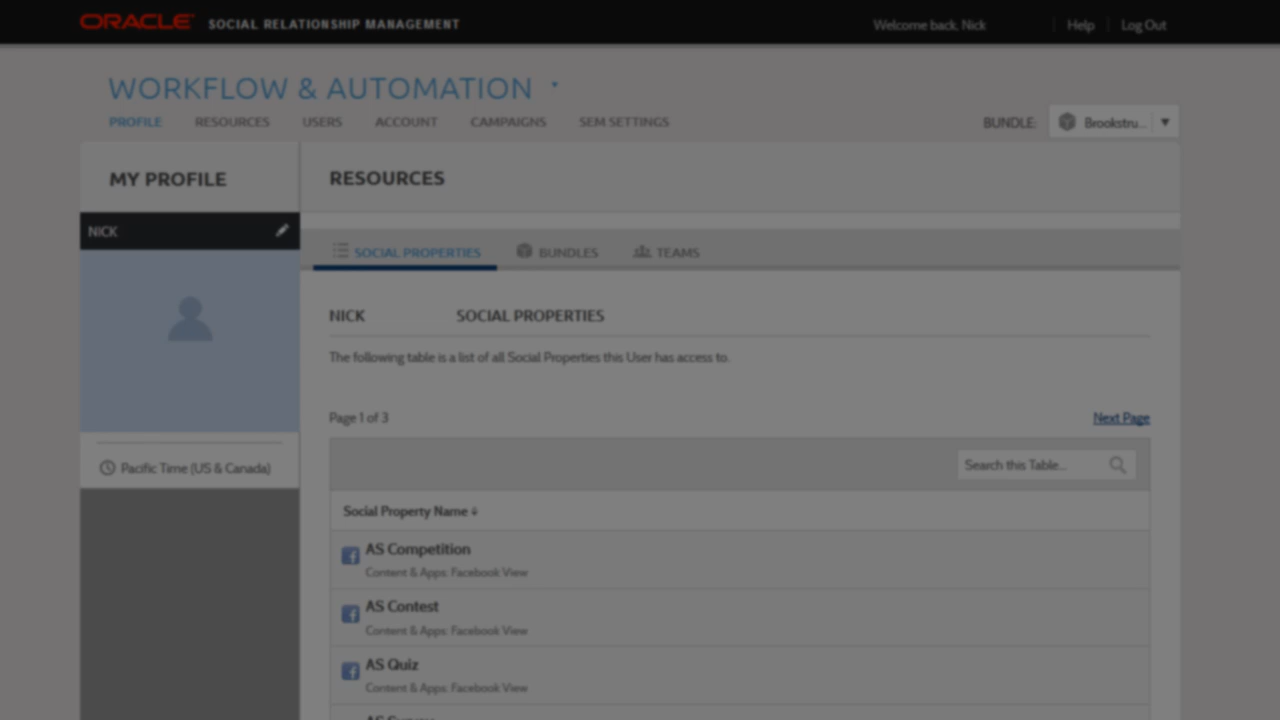 ORACLE SOCIAL RELATIONSHIP MANAGEMENT
Welcome back, Nick
Help
Log Out
WORKFLOW & AUTOMATION
PROFILE RESOURCES USERS ACCOUNT CAMPAIGNS SEM SETTINGS
BUNDLE: Brookstru...
MY PROFILE
NICK
Pacific Time (US & Canada)
RESOURCES
SOCIAL PROPERTIES BUNDLES TEAMS
NICK SOCIAL PROPERTIES
The following table is a list of all Social Properties this User has access to.
Page 1 of 3
Next Page
Search this Table...
Social Property Name
AS Competition
Content & Apps: Facebook View
AS Contest
Content & Apps: Facebook View
AS Quiz
Content & Apps: Facebook View